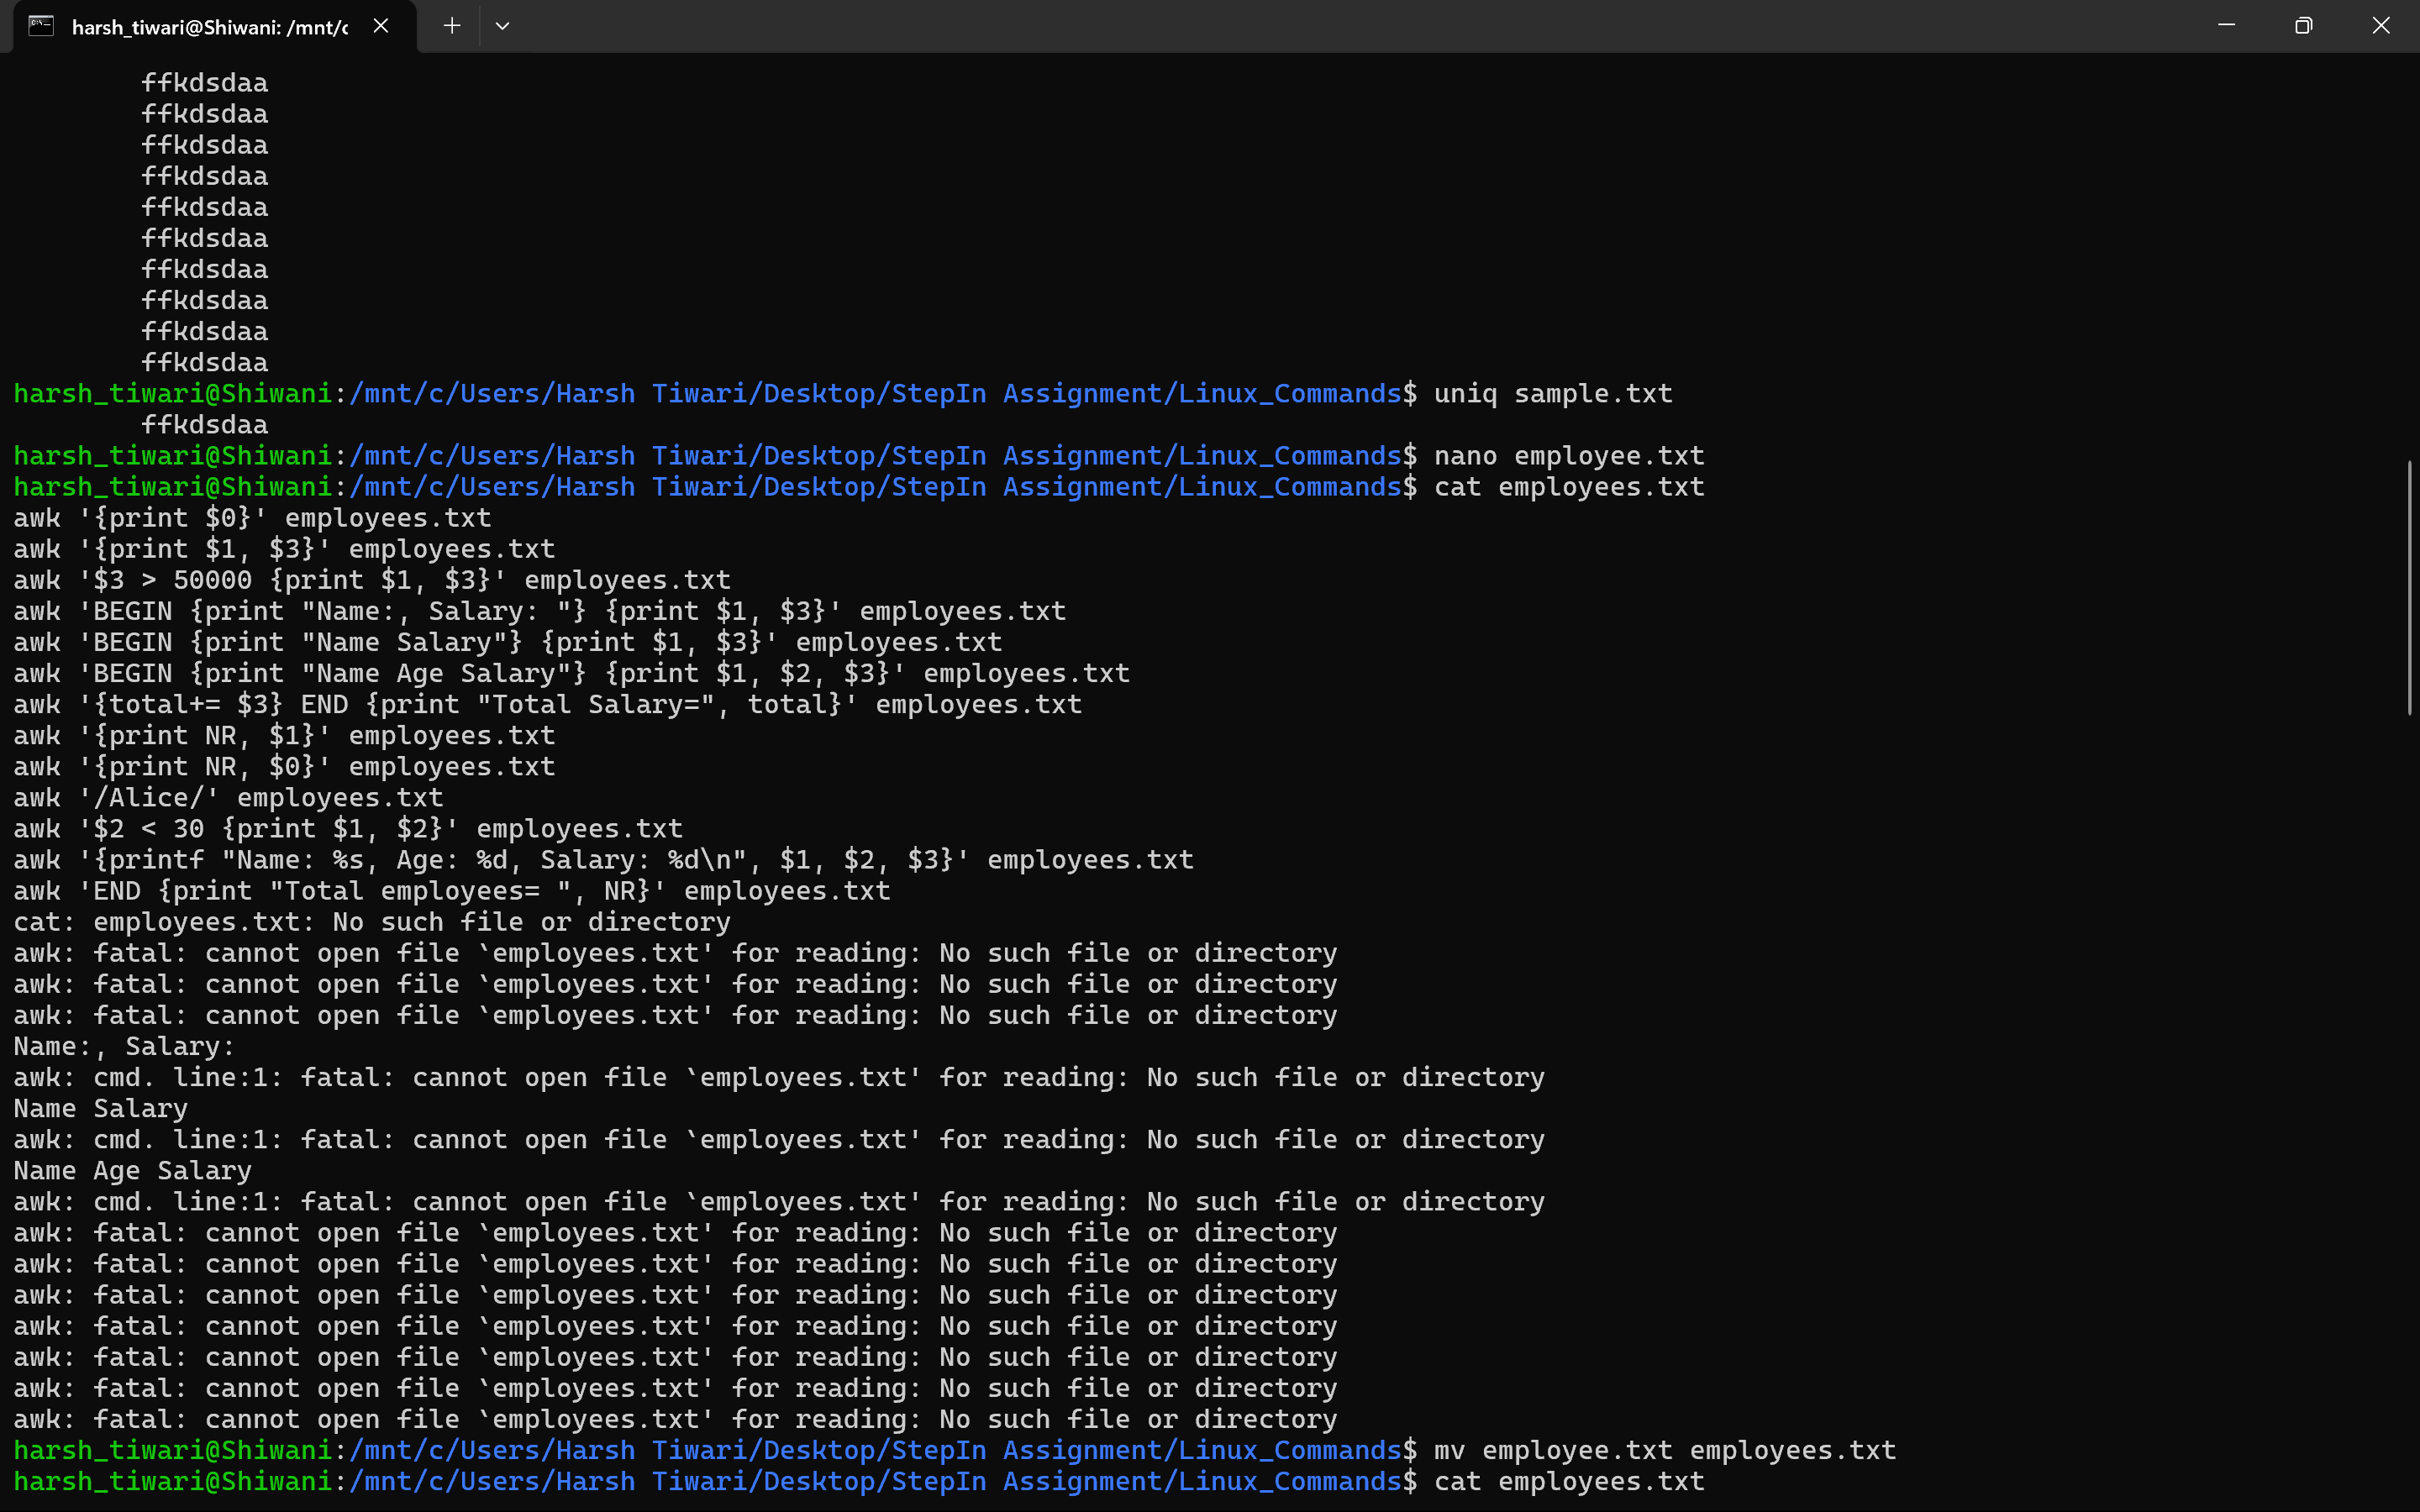 harsh_tiwari@Shiwani: /mnt/c
ffkdsdaa
ffkdsdaa
ffkdsdaa
ffkdsdaa
ffkdsdaa
ffkdsdaa
ffkdsdaa
ffkdsdaa
ffkdsdaa
ffkdsdaa
harsh_tiwari@Shiwani:/mnt/c/Users/Harsh Tiwari/Desktop/StepIn Assignment/Linux_Commands$ uniq sample.txt
ffkdsdaa
harsh_tiwari@Shiwani:/mnt/c/Users/Harsh Tiwari/Desktop/StepIn Assignment/Linux_Commands$ nano employee.txt
harsh_tiwari@Shiwani:/mnt/c/Users/Harsh Tiwari/Desktop/StepIn Assignment/Linux_Commands$ cat employees.txt
awk '{print $0}' employees.txt
awk '{print $1, $3}' employees.txt
awk '$3 > 50000 {print $1, $3}' employees.txt
awk 'BEGIN {print "Name:, Salary: "} {print $1, $3}' employees.txt
awk 'BEGIN {print "Name Salary"} {print $1, $3}' employees.txt
awk 'BEGIN {print "Name Age Salary"} {print $1, $2, $3}' employees.txt
awk '{total+= $3} END {print "Total Salary=", total}' employees.txt
awk '{print NR, $1}' employees.txt
awk '{print NR, $0}' employees.txt
awk '/Alice/' employees.txt
awk '$2 < 30 {print $1, $2}' employees.txt
awk '{printf "Name: %s, Age: %d, Salary: %d\n", $1, $2, $3}' employees.txt
awk 'END {print "Total employees= ", NR}' employees.txt
cat: employees.txt: No such file or directory
awk: fatal: cannot open file `employees.txt' for reading: No such file or directory
awk: fatal: cannot open file `employees.txt' for reading: No such file or directory
awk: fatal: cannot open file `employees.txt' for reading: No such file or directory
Name:, Salary:
awk: cmd. line:1: fatal: cannot open file `employees.txt' for reading: No such file or directory
Name Salary
awk: cmd. line:1: fatal: cannot open file `employees.txt' for reading: No such file or directory
Name Age Salary
awk: cmd. line:1: fatal: cannot open file `employees.txt' for reading: No such file or directory
awk: fatal: cannot open file `employees.txt' for reading: No such file or directory
awk: fatal: cannot open file `employees.txt' for reading: No such file or directory
awk: fatal: cannot open file `employees.txt' for reading: No such file or directory
awk: fatal: cannot open file `employees.txt' for reading: No such file or directory
awk: fatal: cannot open file `employees.txt' for reading: No such file or directory
awk: fatal: cannot open file `employees.txt' for reading: No such file or directory
awk: fatal: cannot open file `employees.txt' for reading: No such file or directory
harsh_tiwari@Shiwani:/mnt/c/Users/Harsh Tiwari/Desktop/StepIn Assignment/Linux_Commands$ mv employee.txt employees.txt
harsh_tiwari@Shiwani:/mnt/c/Users/Harsh Tiwari/Desktop/StepIn Assignment/Linux_Commands$ cat employees.txt